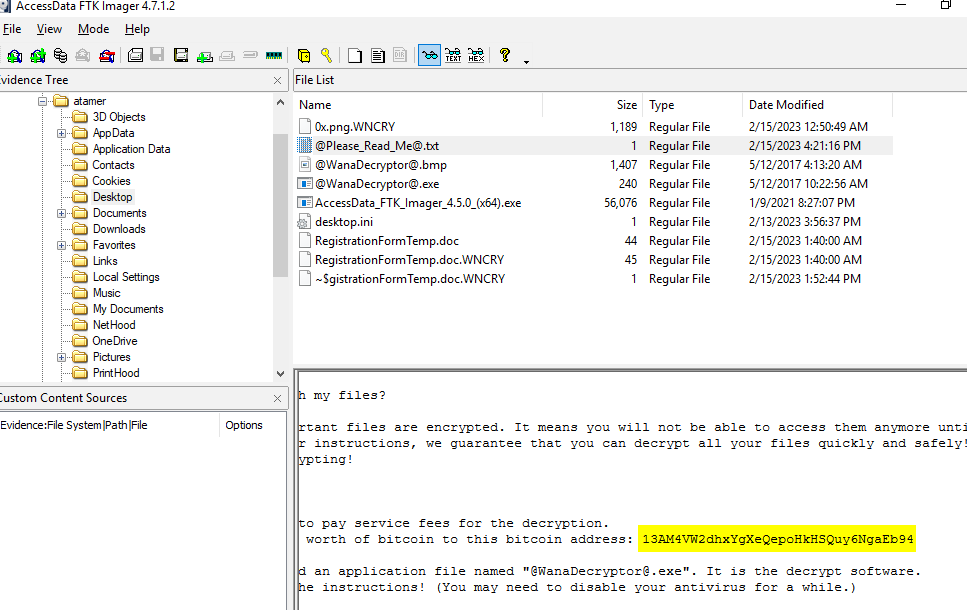 AccessData FTK Imager 4.7.1.2
File View Mode Help
vidence Tree
File List
Name Size Type Date Modified
atamer
3D Objects
AppData
Application Data
Contacts
Cookies
Desktop
Documents
Downloads
Favorites
Links
Local Settings
Music
My Documents
NetHood
OneDrive
Pictures
PrintHood
0x.png.WNCRY 1,189 Regular File 2/15/2023 12:50:49 AM
@Please_Read_Me@.txt 1 Regular File 2/15/2023 4:21:16 PM
@WanaDecryptor@.bmp 1,407 Regular File 5/12/2017 4:13:20 AM
@WanaDecryptor@.exe 240 Regular File 5/12/2017 10:22:56 AM
AccessData_FTK_Imager_4.5.0_(x64).exe 56,076 Regular File 1/9/2021 8:27:07 PM
desktop.ini 1 Regular File 2/13/2023 3:56:37 PM
RegistrationFormTemp.doc 44 Regular File 2/15/2023 1:40:00 AM
RegistrationFormTemp.doc.WNCRY 45 Regular File 2/15/2023 1:40:00 AM
~$gistrationFormTemp.doc.WNCRY 1 Regular File 2/15/2023 1:52:44 PM
Custom Content Sources
Evidence:File System|Path|File Options
h my files?
rtant files are encrypted. It means you will not be able to access them anymore unti
r instructions, we guarantee that you can decrypt all your files quickly and safely!
ypting!
to pay service fees for the decryption.
worth of bitcoin to this bitcoin address: 13AM4VW2dhxYgXeQepoHkHSQuy6NgaEb94
d an application file named "@WanaDecryptor@.exe". It is the decrypt software.
he instructions! (You may need to disable your antivirus for a while.)